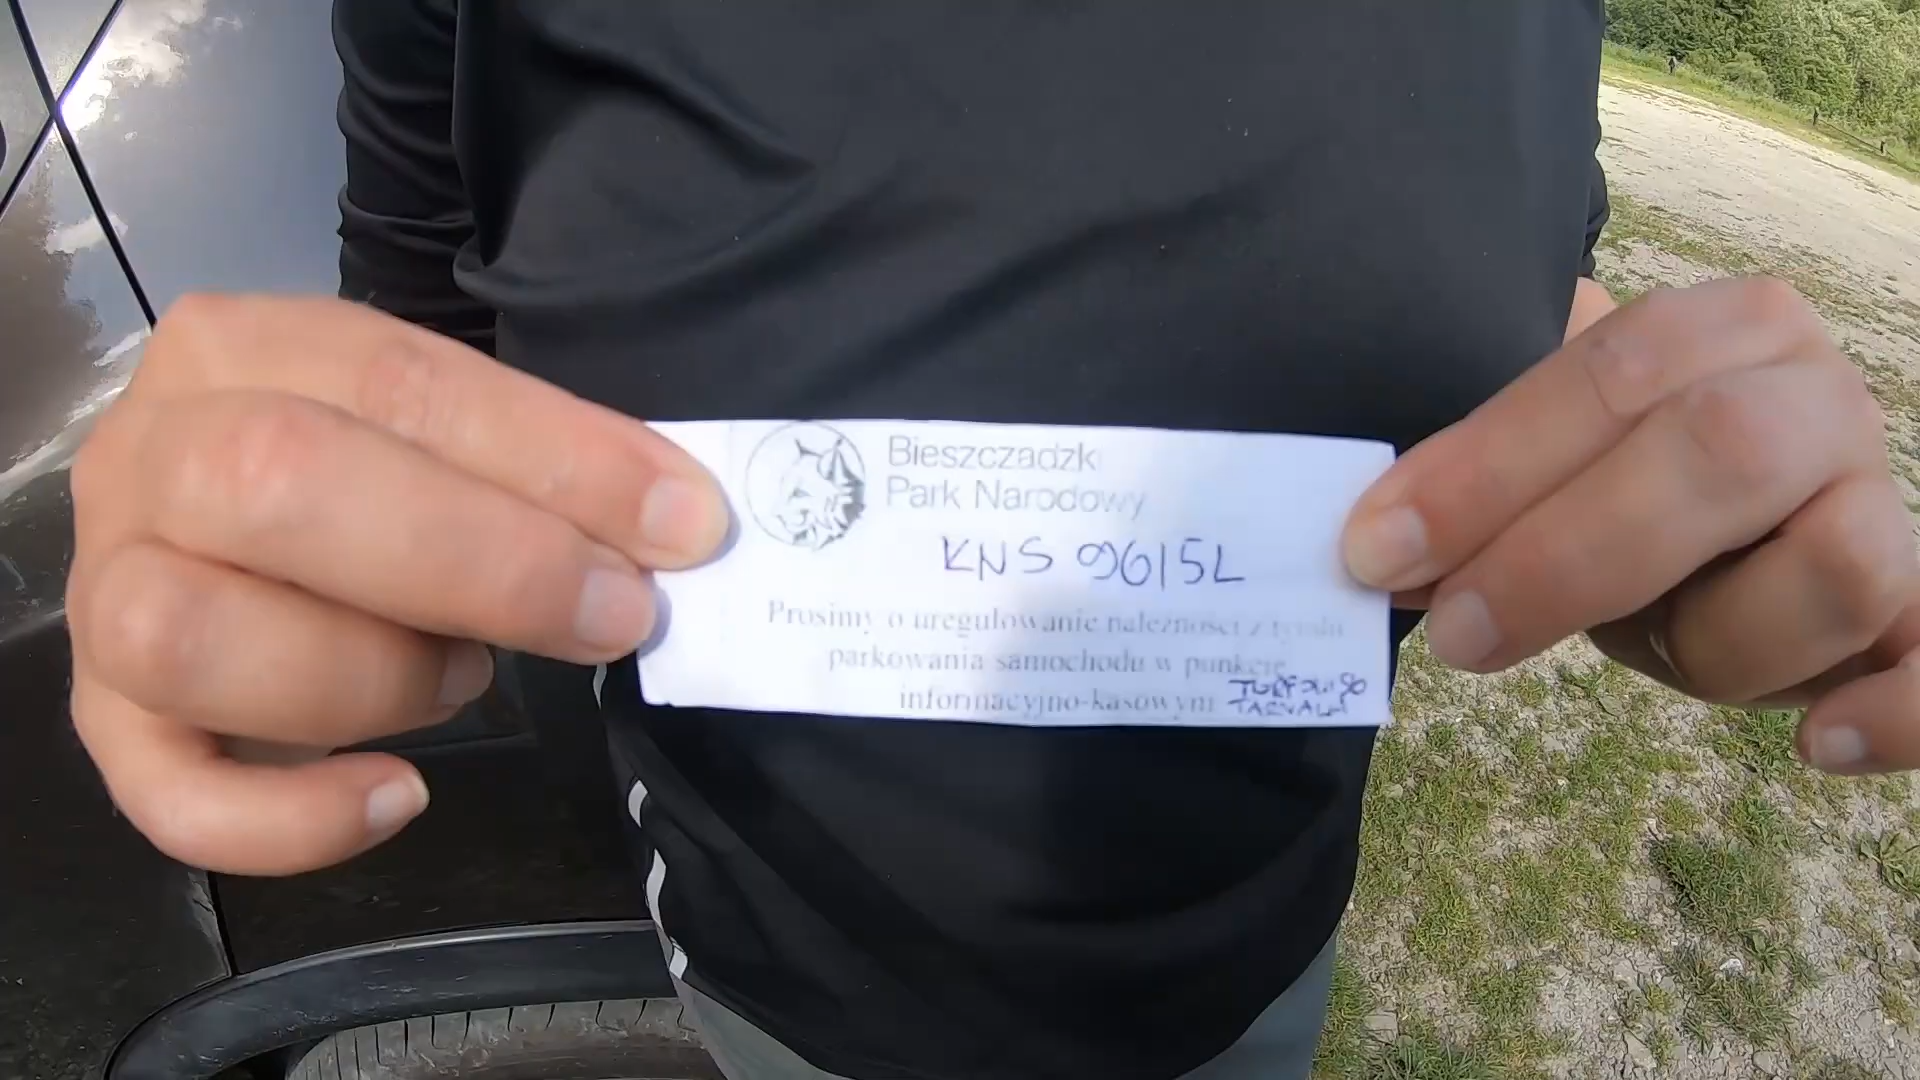 Bieszczadzki
Park Narodowy
KNS 9615L
Prosimy o uregulowanie należności z tytułu
parkowania samochodu w punkcie
informacyjno-kasowym